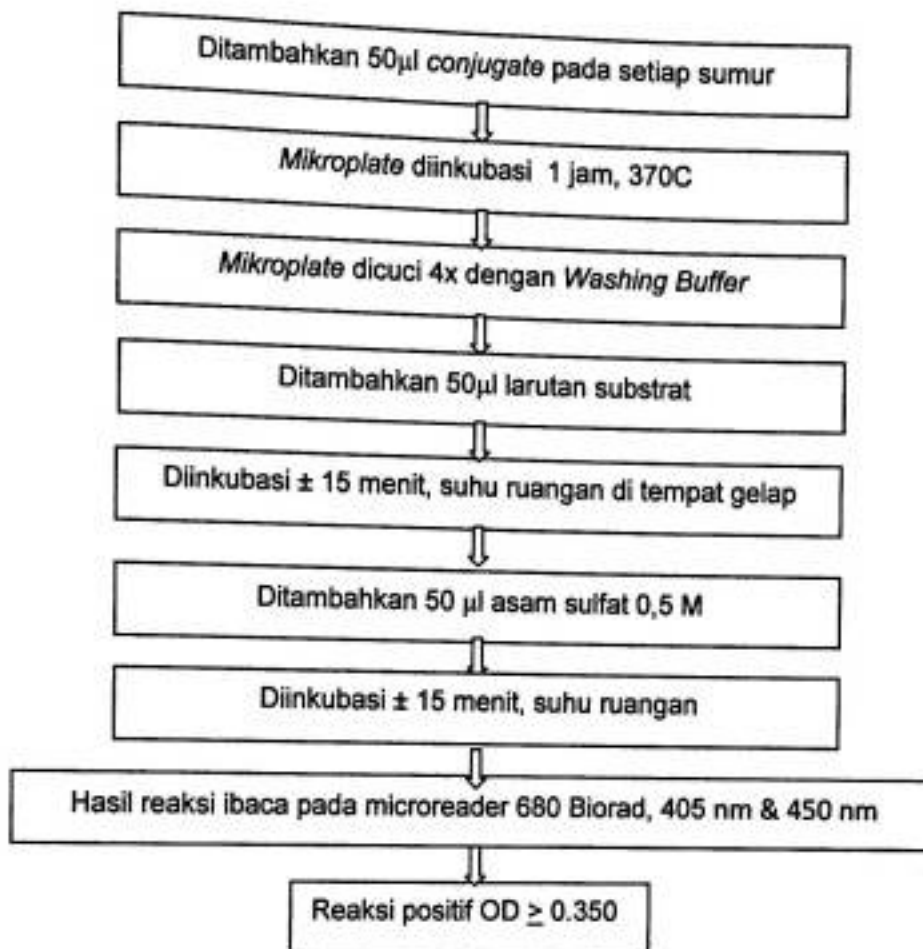 Ditambahkan 50µl conjugate pada setiap sumur
Mikroplate diinkubasi 1 jam, 370C
Mikroplate dicuci 4x dengan Washing Buffer
Ditambahkan 50µl larutan substrat
Diinkubasi ± 15 menit, suhu ruangan di tempat gelap
Ditambahkan 50 µl asam sulfat 0,5 M
Diinkubasi ± 15 menit, suhu ruangan
Hasil reaksi ibaca pada microreader 680 Biorad, 405 nm & 450 nm
Reaksi positif OD ≥ 0.350